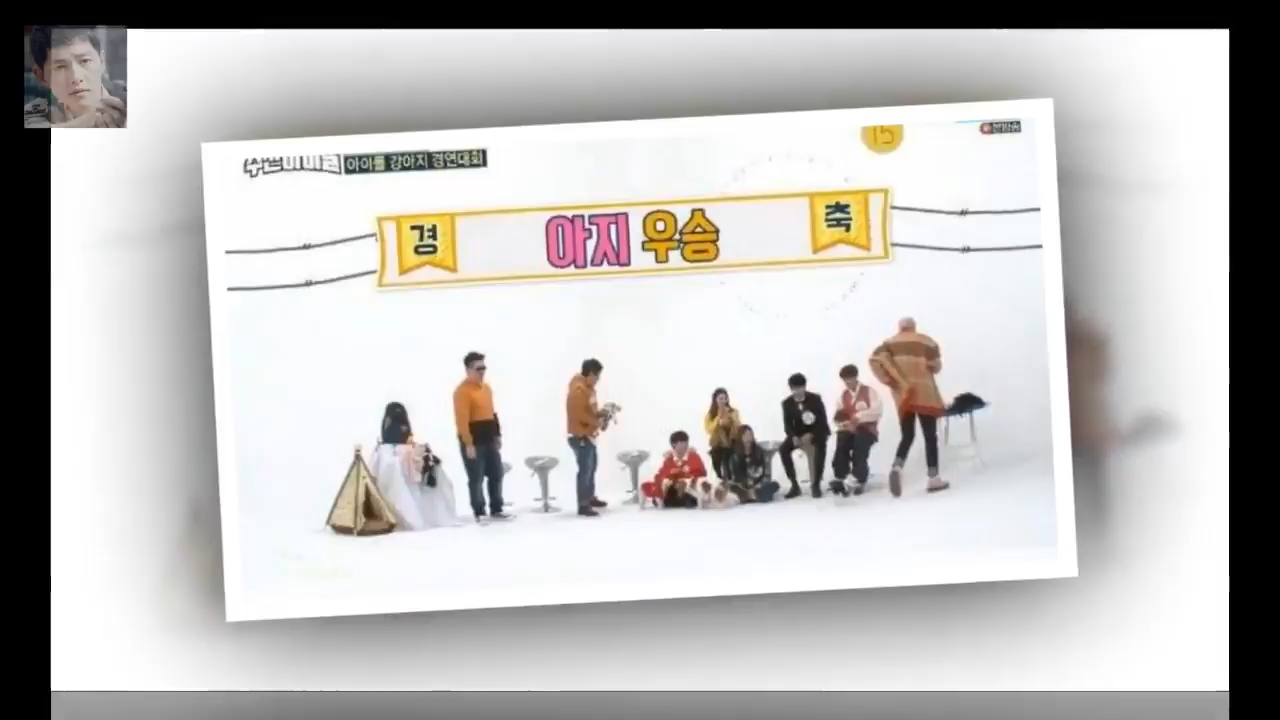 주간아이돌 아이돌 강아지 경연대회
15
경 아지 우승 축